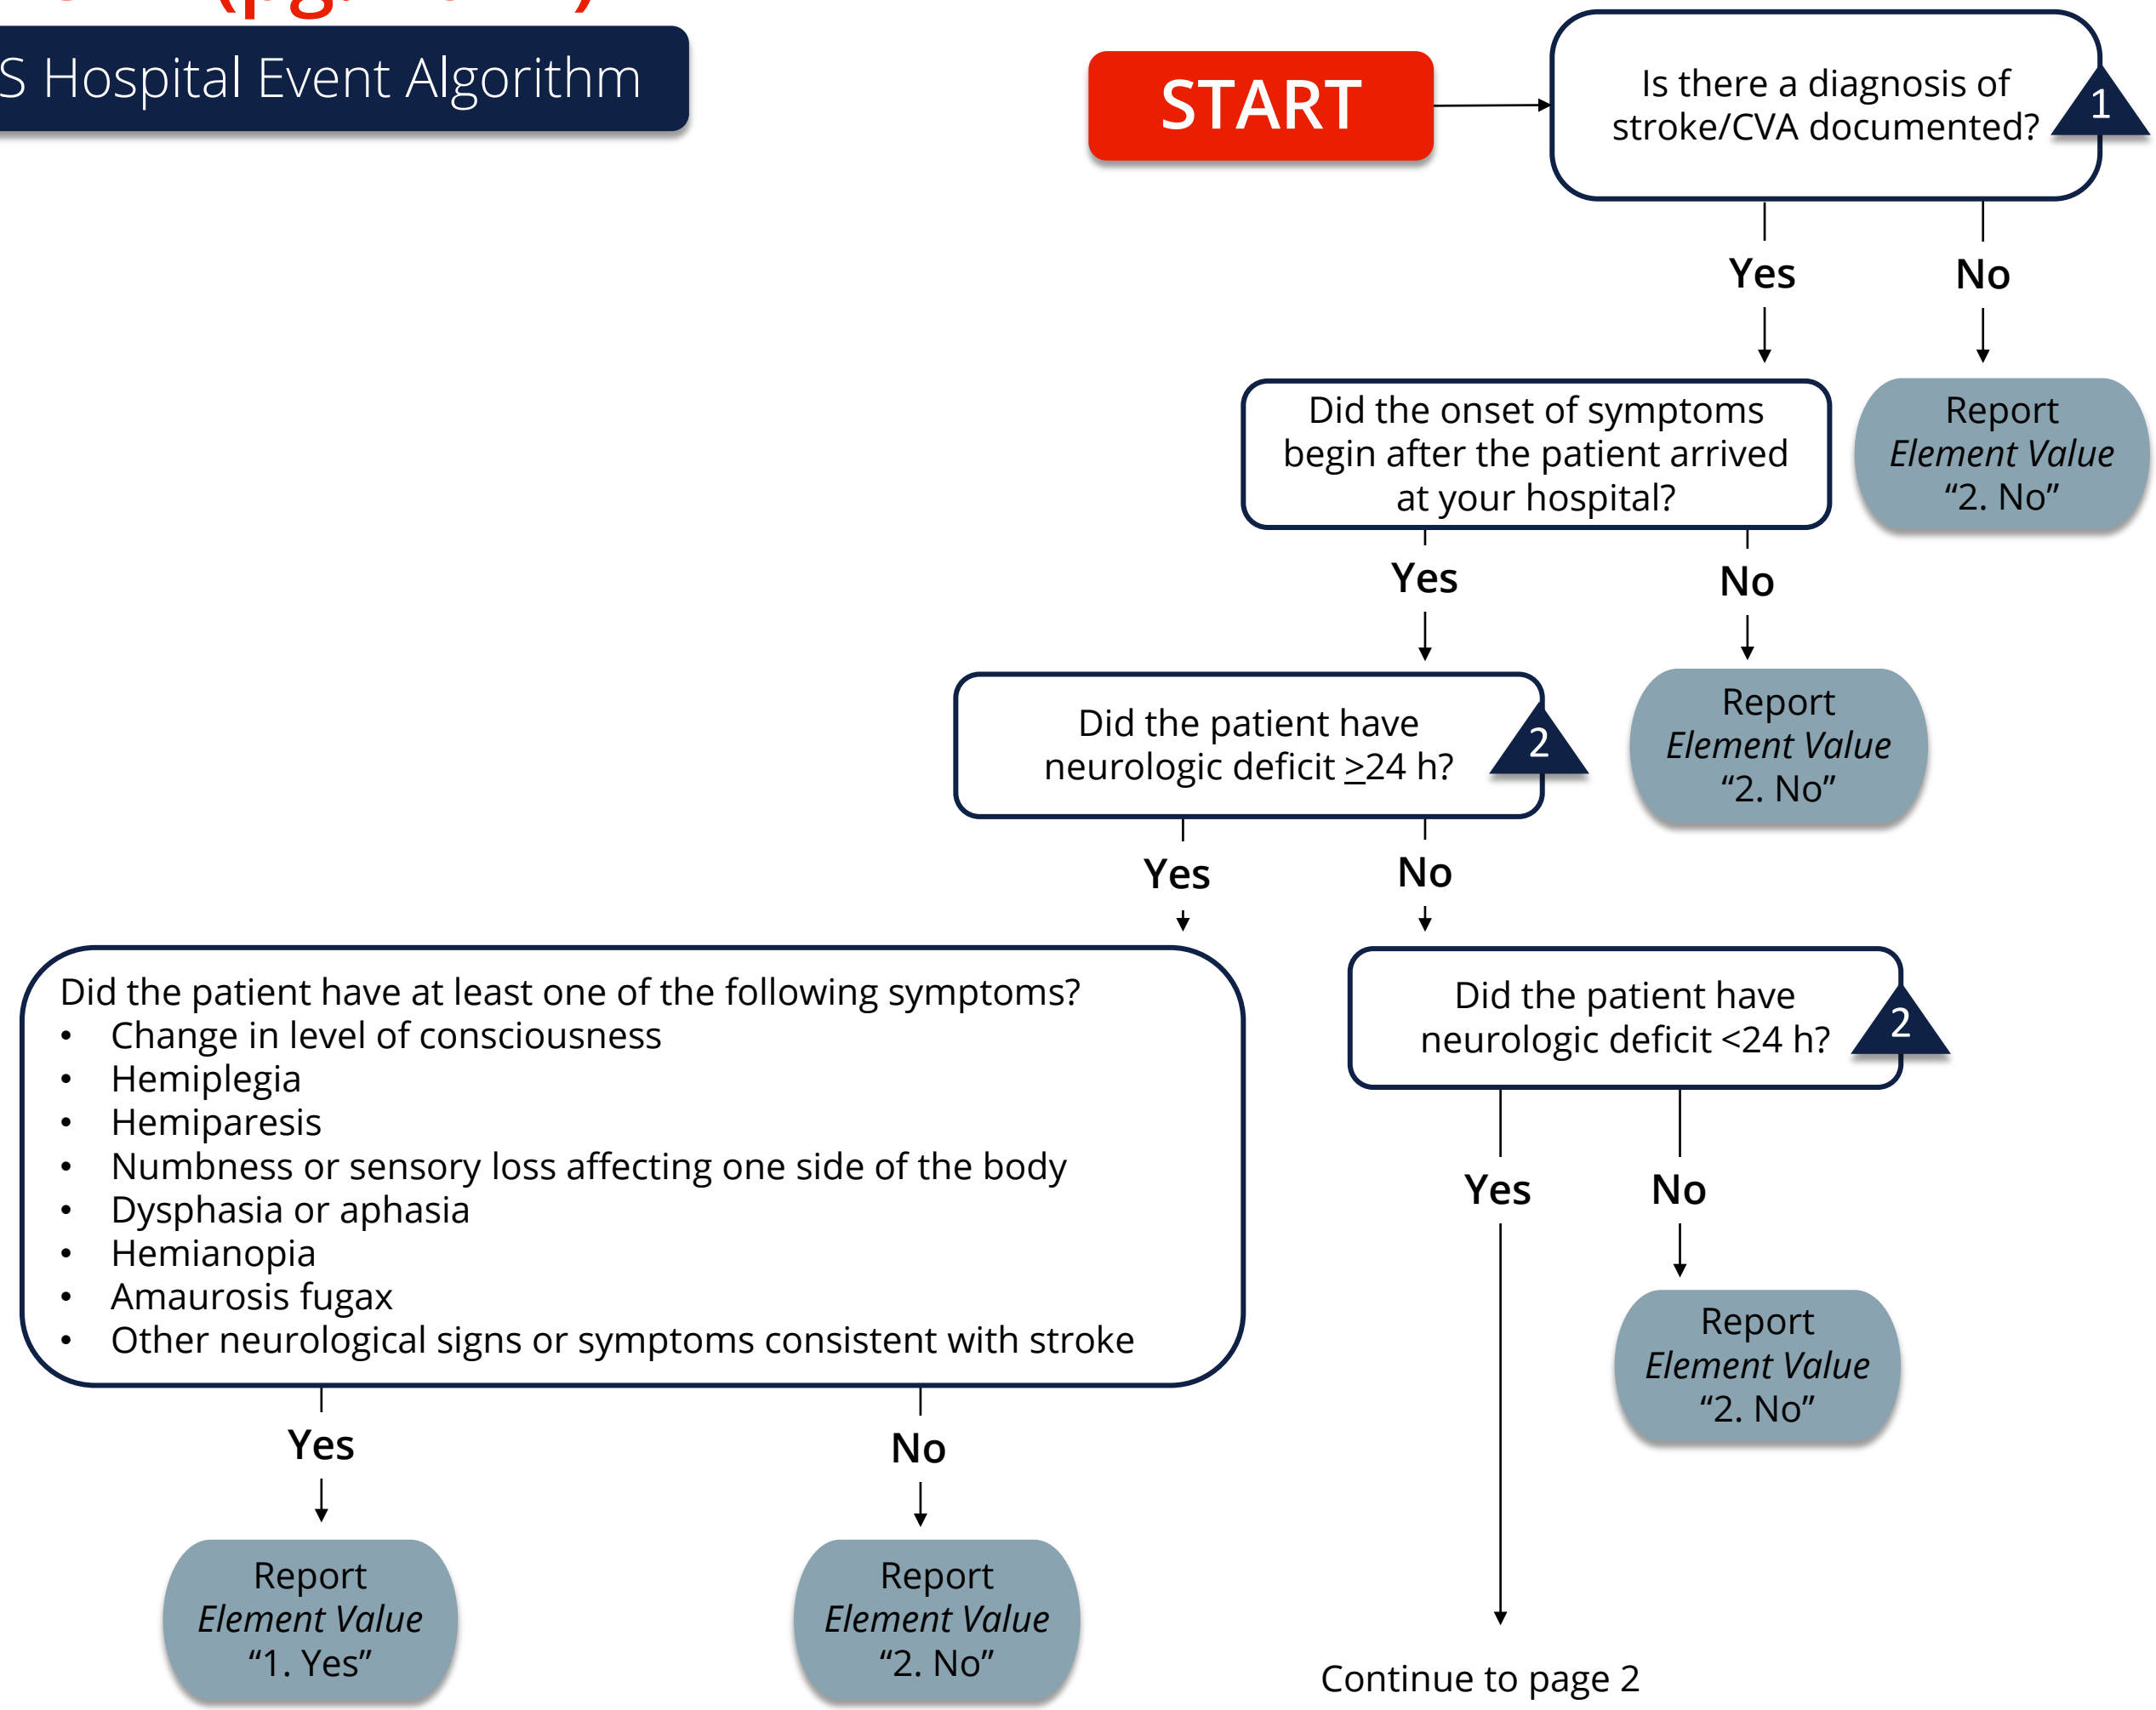 S Hospital Event Algorithm
START
Is there a diagnosis of
stroke/CVA documented?
1
Yes
No
Did the onset of symptoms
begin after the patient arrived
at your hospital?
Report
Element Value
“2. No”
Yes
No
Did the patient have
neurologic deficit >24 h?
2
Report
Element Value
“2. No”
Yes
No
Did the patient have at least one of the following symptoms?
• Change in level of consciousness
• Hemiplegia
• Hemiparesis
• Numbness or sensory loss affecting one side of the body
• Dysphasia or aphasia
• Hemianopia
• Amaurosis fugax
• Other neurological signs or symptoms consistent with stroke
Did the patient have
neurologic deficit <24 h?
2
Yes
No
Report
Element Value
“2. No”
Yes
No
Report
Element Value
“1. Yes”
Report
Element Value
“2. No”
Continue to page 2